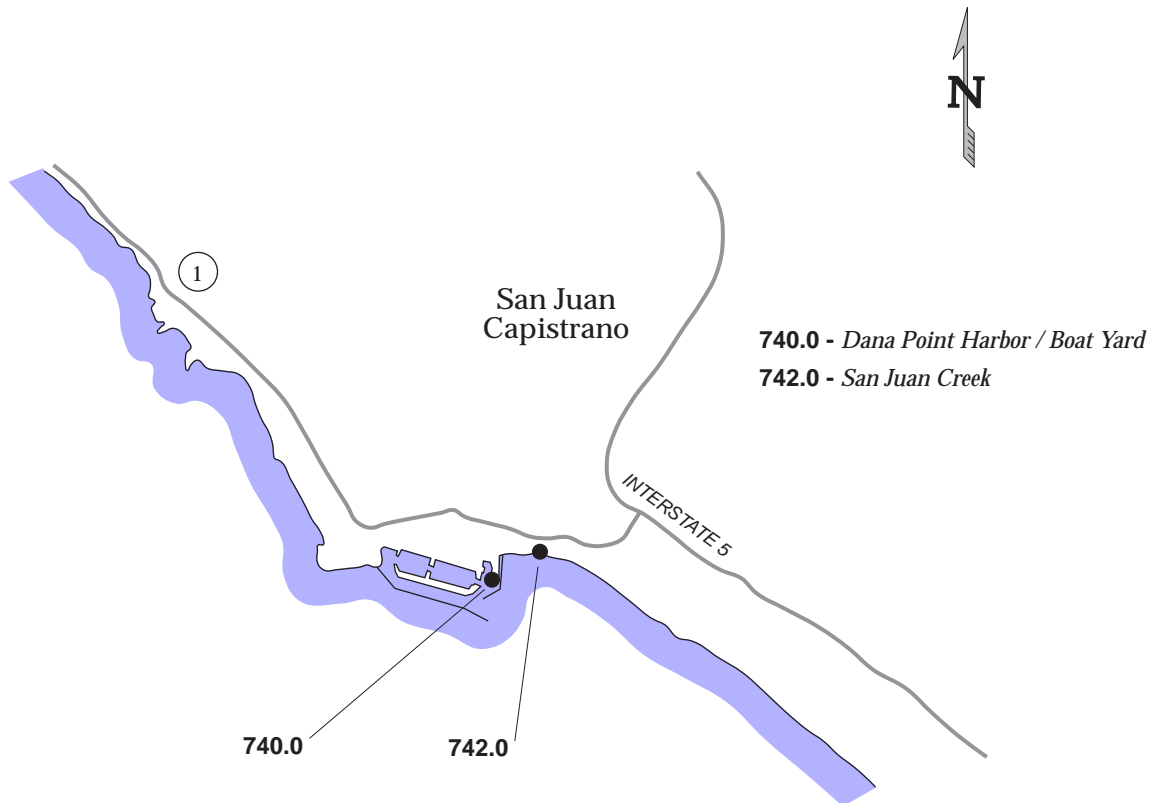 N
1
San Juan
Capistrano
740.0 - Dana Point Harbor / Boat Yard
742.0 - San Juan Creek
INTERSTATE 5
740.0
742.0